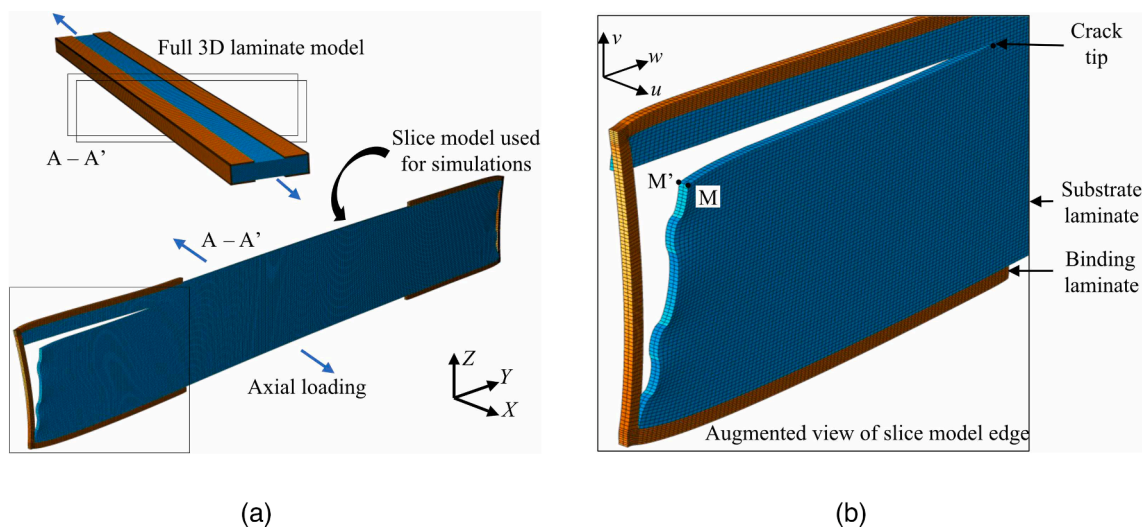 Full 3D laminate model
A – A’
Slice model used
for simulations
A – A’
Axial loading
Z
Y
X
(a)
v
w
u
Crack
tip
M’
M
Substrate
laminate
Binding
laminate
Augmented view of slice model edge
(b)